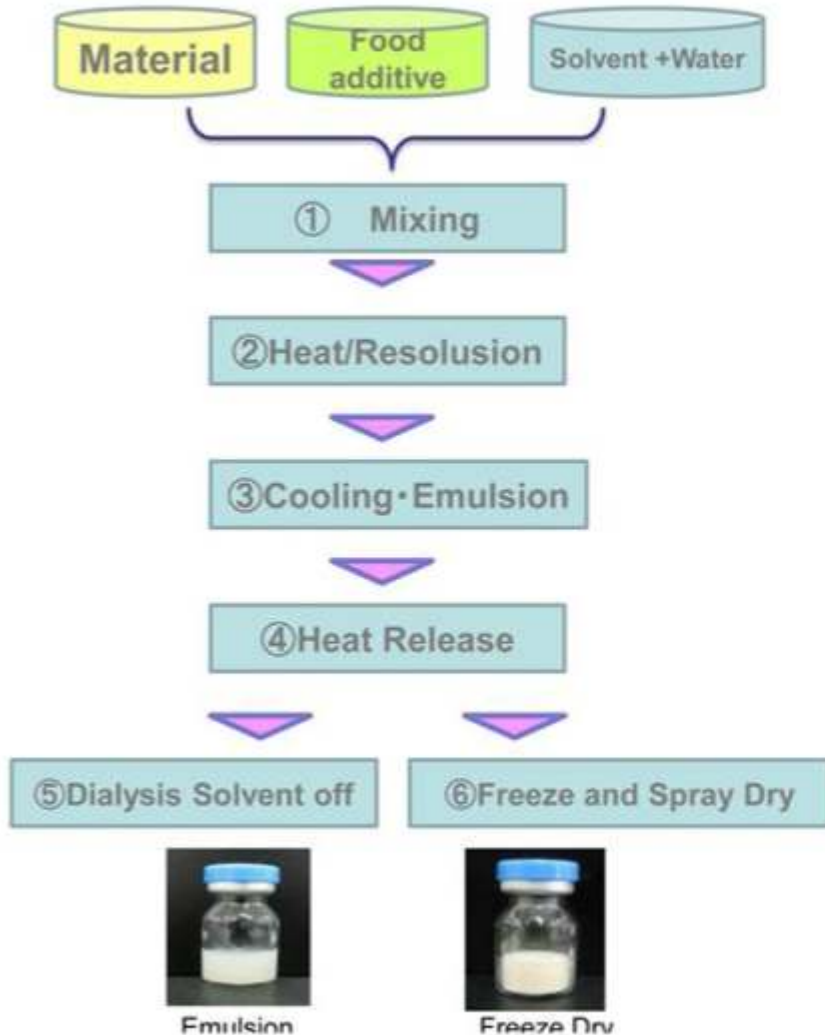 Material
Food
additive
Solvent +Water
① Mixing
②Heat/Resolusion
③Cooling・Emulsion
④Heat Release
⑤Dialysis Solvent off
⑥Freeze and Spray Dry
Emulsion
Freeze Dry